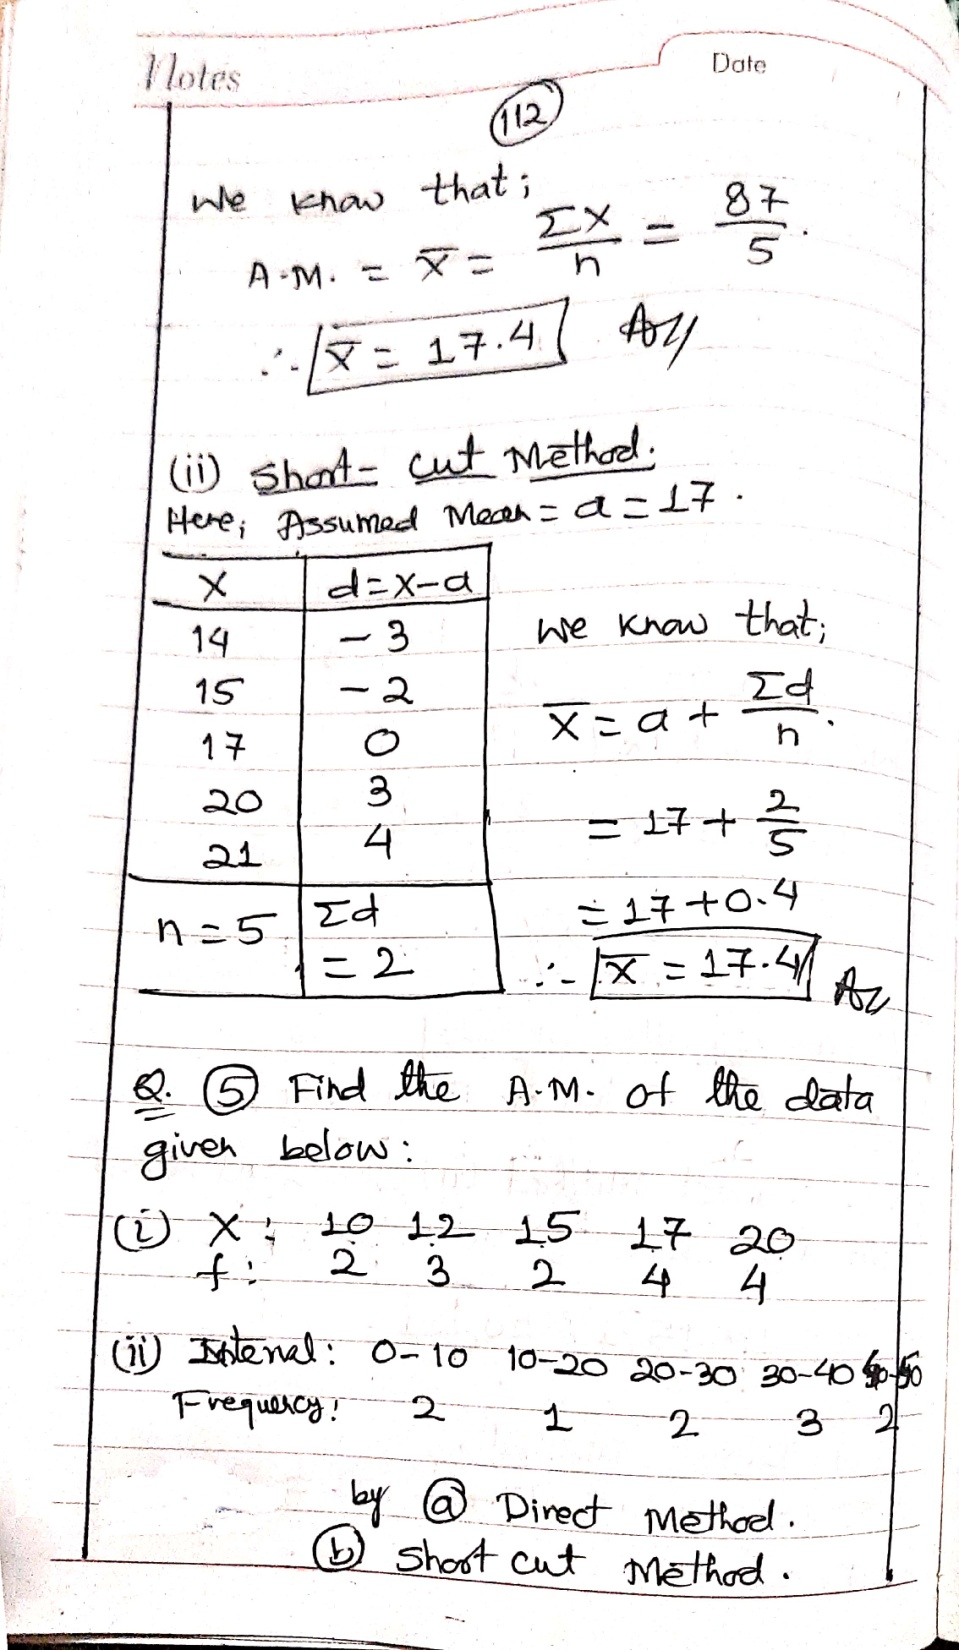 Notes
Date
112
We know that;
A.M. = x̅ = Σx/n = 87/5.
∴ x̅ = 17.4
(ii) Short-cut Method:
Here; Assumed Mean = a = 17.
x d=x-a
14 -3
15 -2
17 0
20 3
21 4
n=5 Σd
=2
We know that;
x̅ = a + Σd/n.
= 17 + 2/5
= 17+0.4
∴ x̅ = 17.4
Q. ⑤ Find the A.M. of the data
given below:
(i) x: 10 12 15 17 20
f: 2 3 2 4 4
(ii) Interval: 0-10 10-20 20-30 30-40 40-50
Frequency: 2 1 2 3 2
by ⓐ Direct Method.
ⓑ Short cut Method.